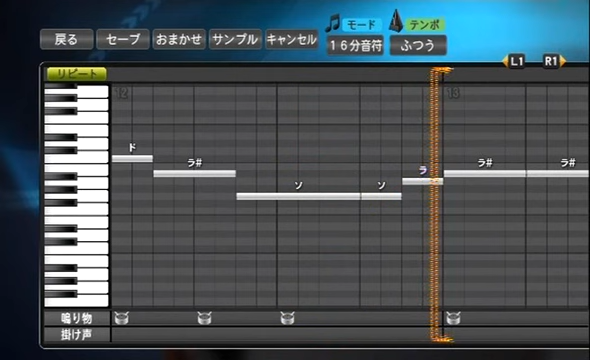 モード テンポ
戻る セーブ おまかせ サンプル キャンセル 16分音符 ふつう
L1 R1
リピート
12 13
ド
ラ# ラ# ラ#
ラ
ソ ソ
鳴り物
掛け声